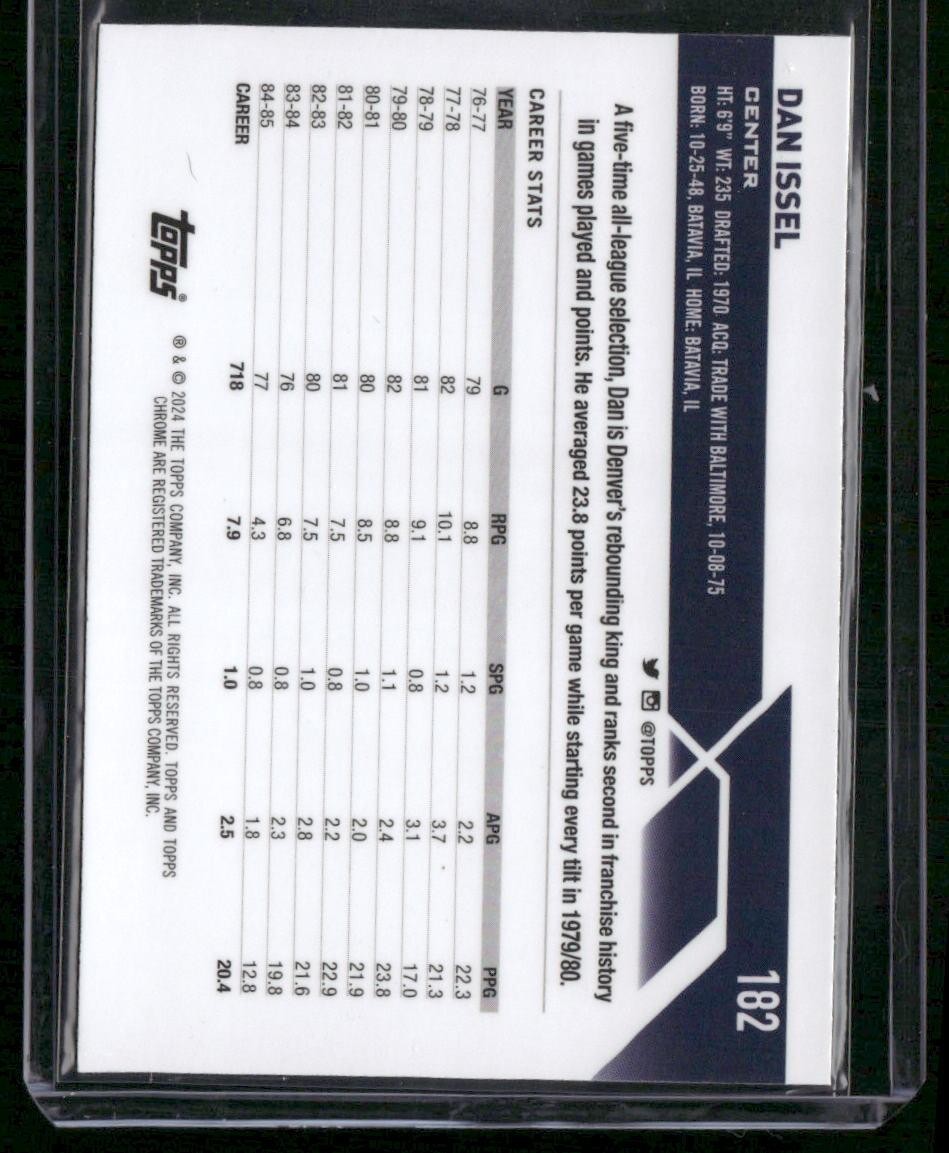 DAN ISSEL
182
CENTER
HT: 6'9" WT: 235 DRAFTED: 1970 ACQ: TRADE WITH BALTIMORE, 10-08-75
BORN: 10-25-48, BATAVIA, IL HOME: BATAVIA, IL
@TOPPS
A five-time all-league selection, Dan is Denver's rebounding king and ranks second in franchise history
in games played and points. He averaged 23.8 points per game while starting every tilt in 1979/80.
CAREER STATS
YEAR G RPG SPG APG PPG
76-77 79 8.8 1.2 2.2 22.3
77-78 82 10.1 1.2 3.7 21.3
78-79 81 9.1 0.8 3.1 17.0
79-80 82 8.8 1.1 2.4 23.8
80-81 80 8.5 1.0 2.0 21.9
81-82 81 7.5 0.8 2.2 22.9
82-83 80 7.5 1.0 2.8 21.6
83-84 76 6.8 0.8 2.3 19.8
84-85 77 4.3 0.8 1.8 12.8
CAREER 718 7.9 1.0 2.5 20.4
topps®
® & © 2024 THE TOPPS COMPANY, INC. ALL RIGHTS RESERVED. TOPPS AND TOPPS
CHROME ARE REGISTERED TRADEMARKS OF THE TOPPS COMPANY, INC.